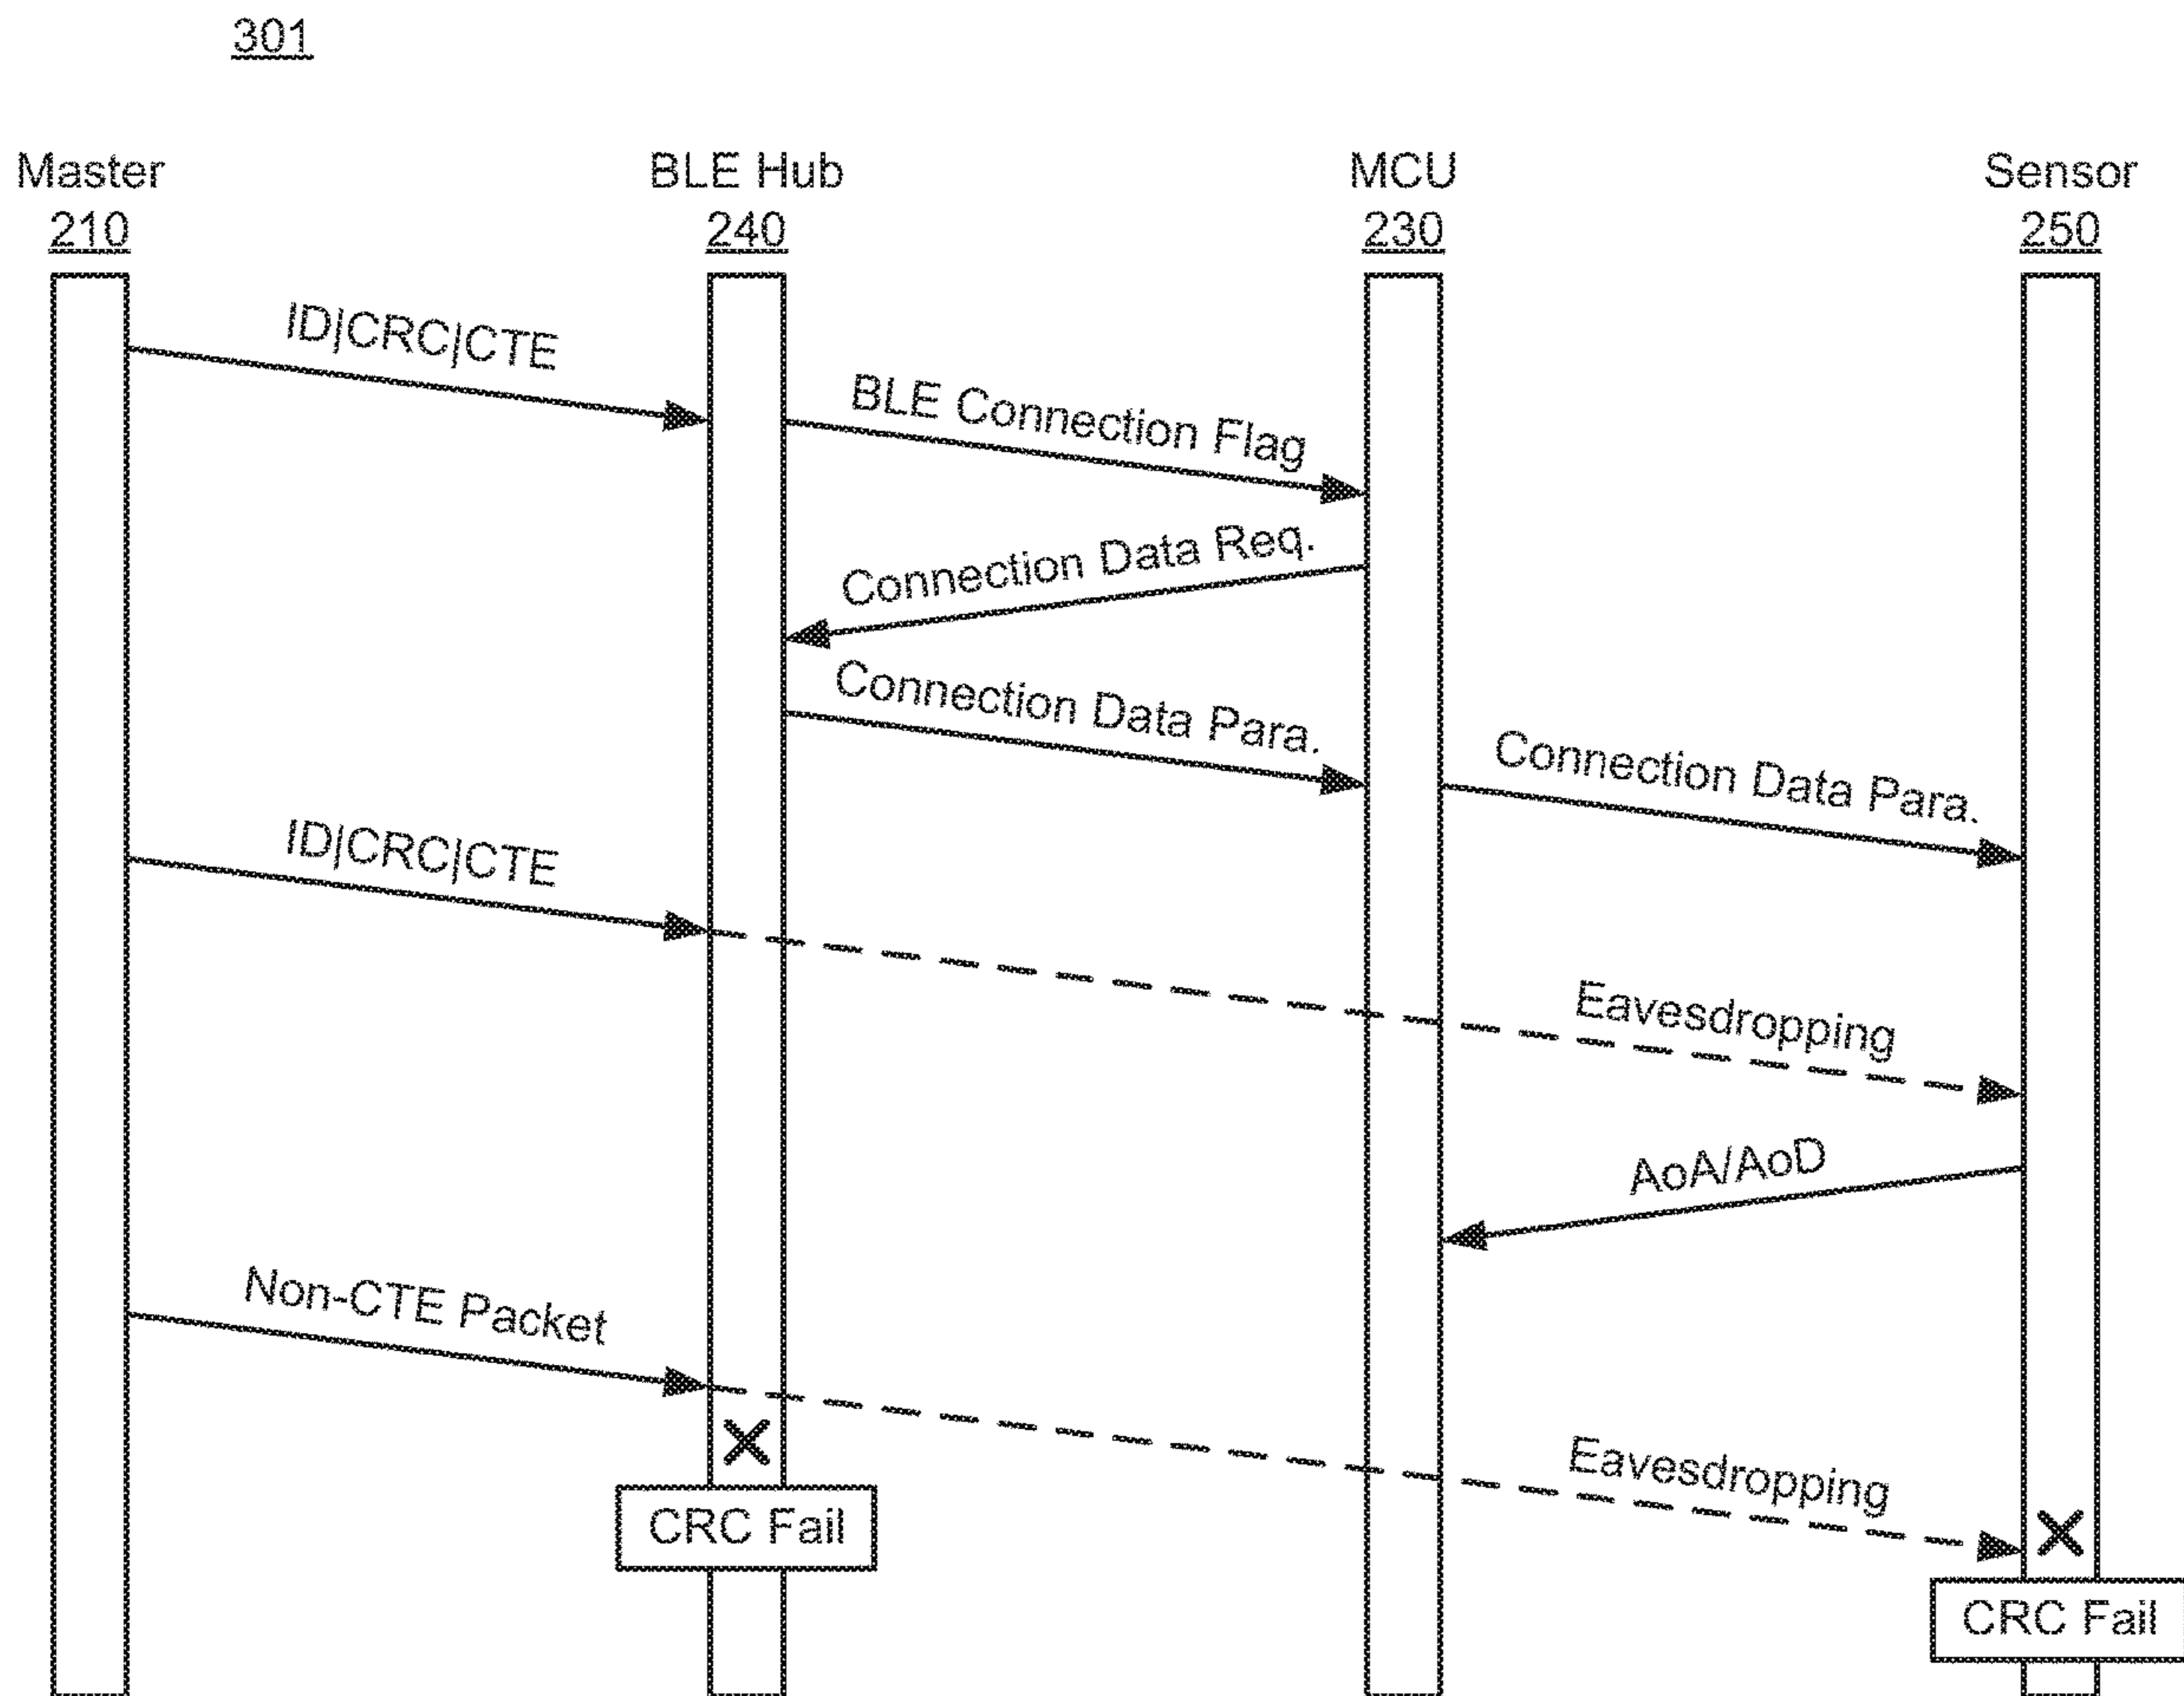 301
Master
210
BLE Hub
240
MCU
230
Sensor
250
ID|CRC|CTE
BLE Connection Flag
Connection Data Req.
Connection Data Para.
Connection Data Para.
ID|CRC|CTE
Eavesdropping
AoA/AoD
Non-CTE Packet
Eavesdropping
CRC Fail
CRC Fail